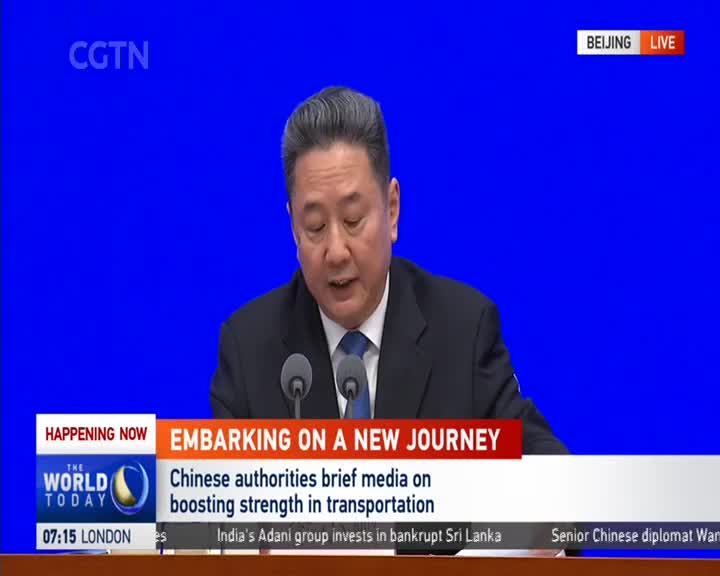 CGTN
BEIJING LIVE
HAPPENING NOW
EMBARKING ON A NEW JOURNEY
THE
WORLD
TODAY
Chinese authorities brief media on
boosting strength in transportation
07:15 LONDON
es India's Adani group invests in bankrupt Sri Lanka Senior Chinese diplomat Wan